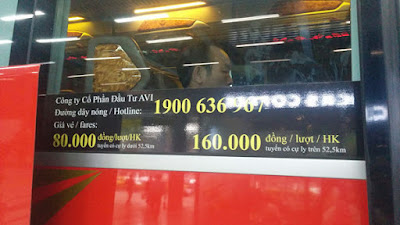 Công ty Cổ Phần Đầu Tư AVI
Đường dây nóng / Hotline: 1900 636 907
Giá vé / fares:
80.000 đồng/lượt/HK 160.000 đồng / lượt / HK
tuyến có cự ly dưới 52,5km tuyến có cự ly trên 52,5km